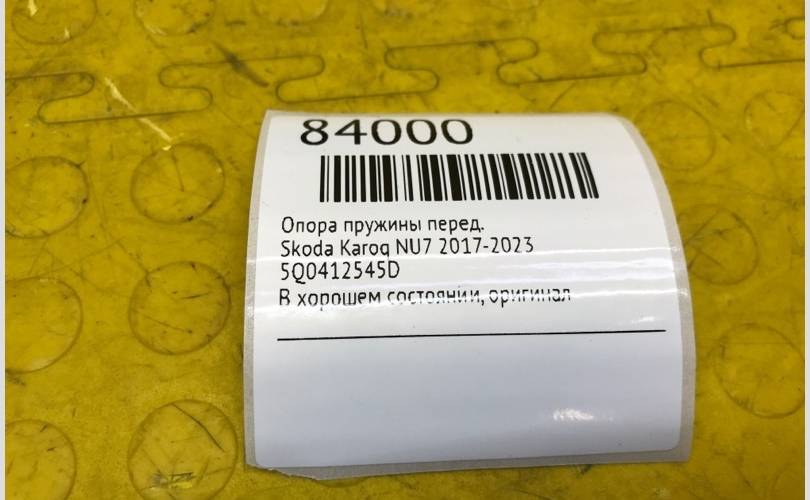 84000
Опора пружины перед.
Skoda Karoq NU7 2017-2023
5Q0412545D
В хорошем состоянии, оригинал